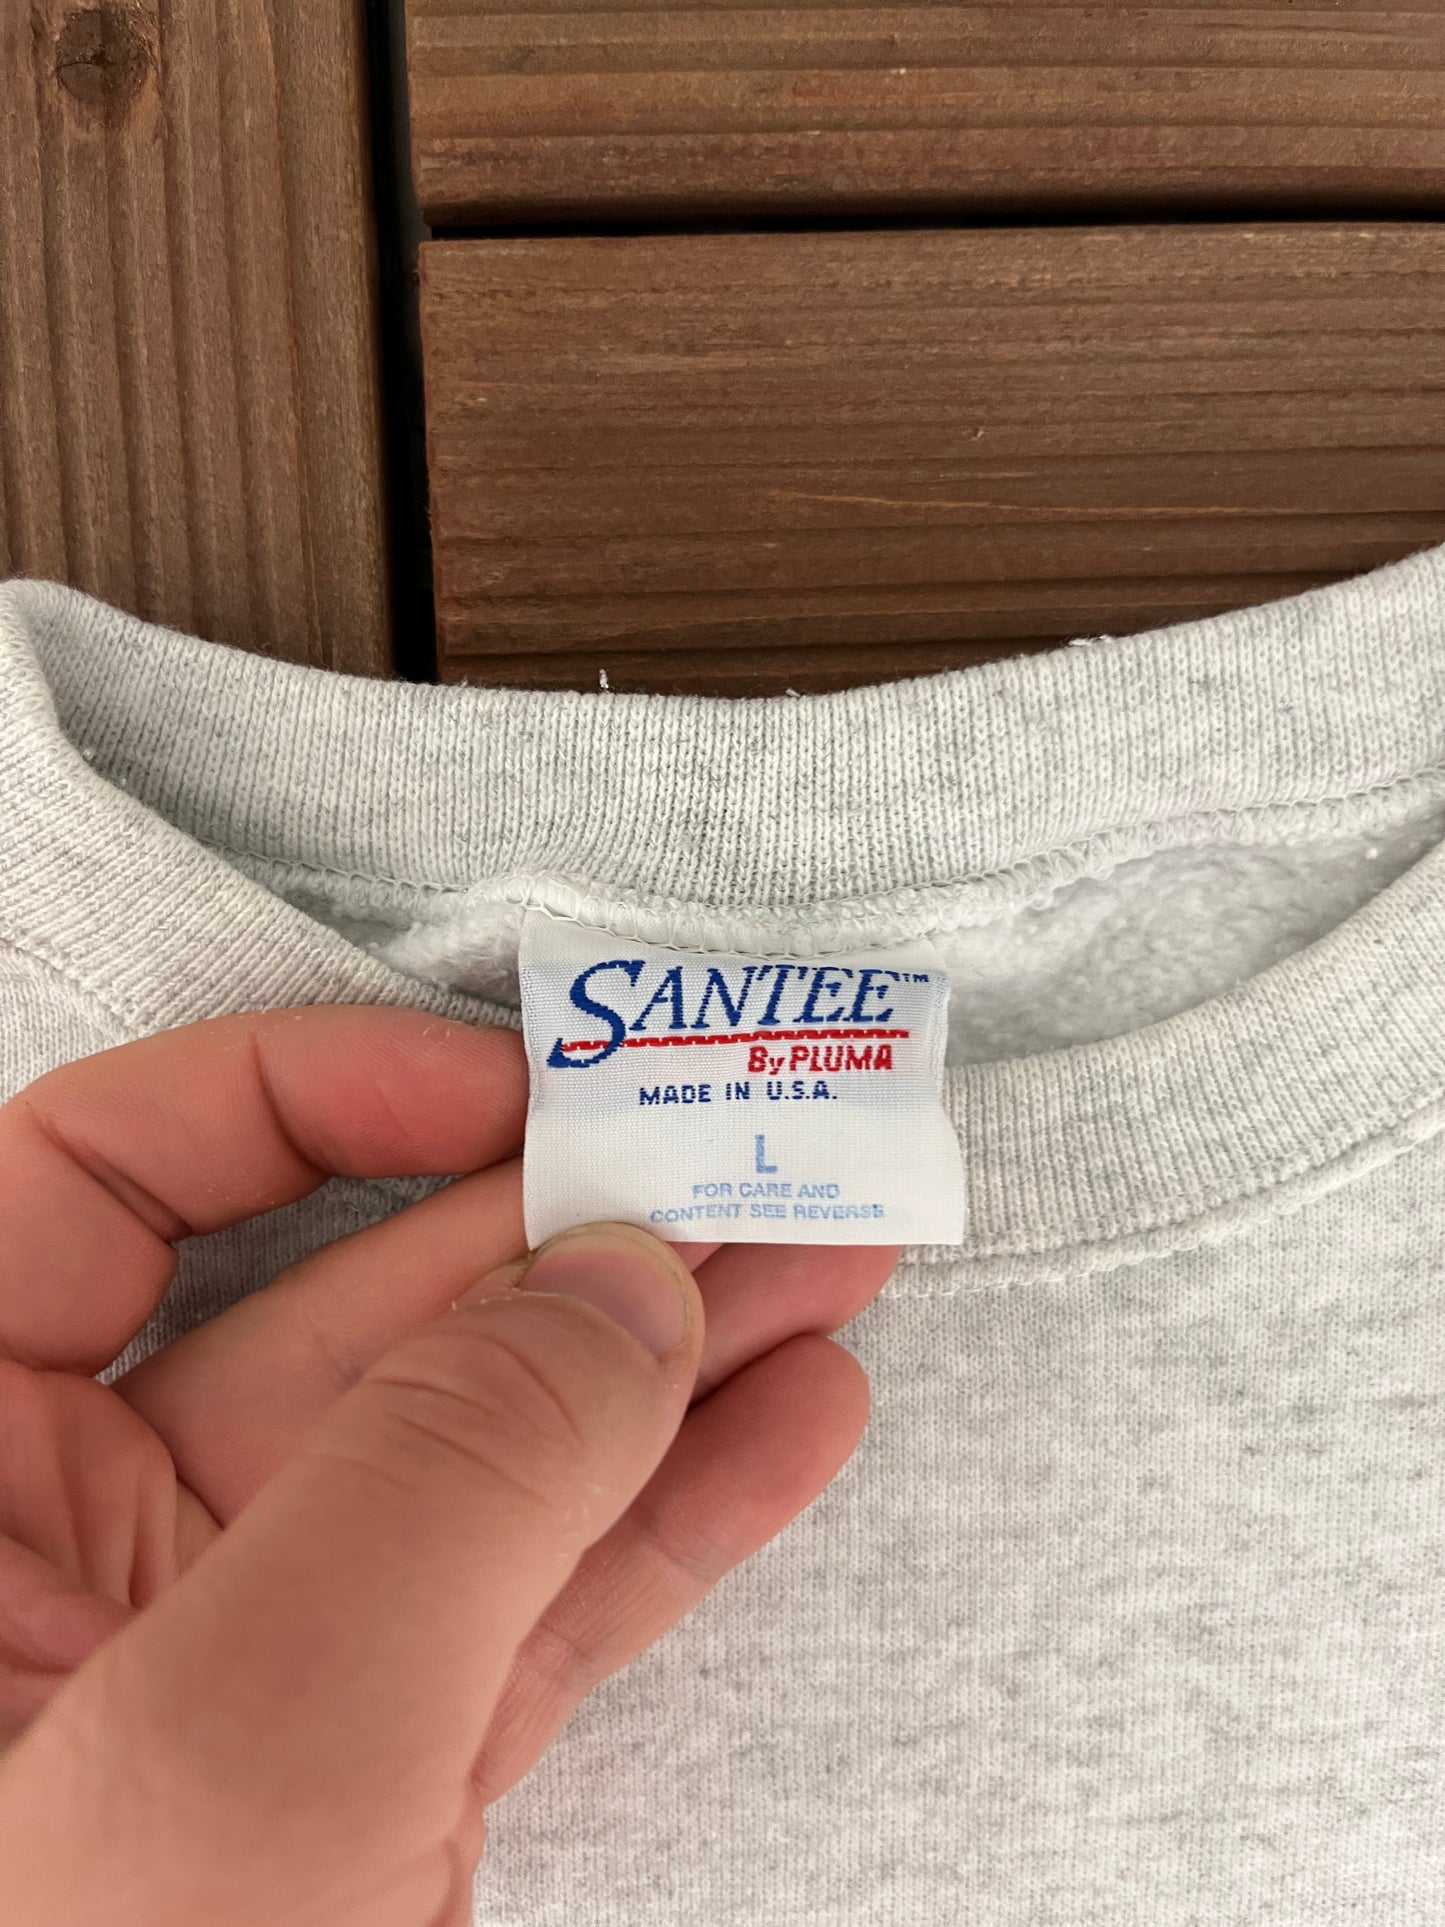 SANTEE™
By PLUMA
MADE IN U.S.A.
L
FOR CARE AND
CONTENT SEE REVERSE